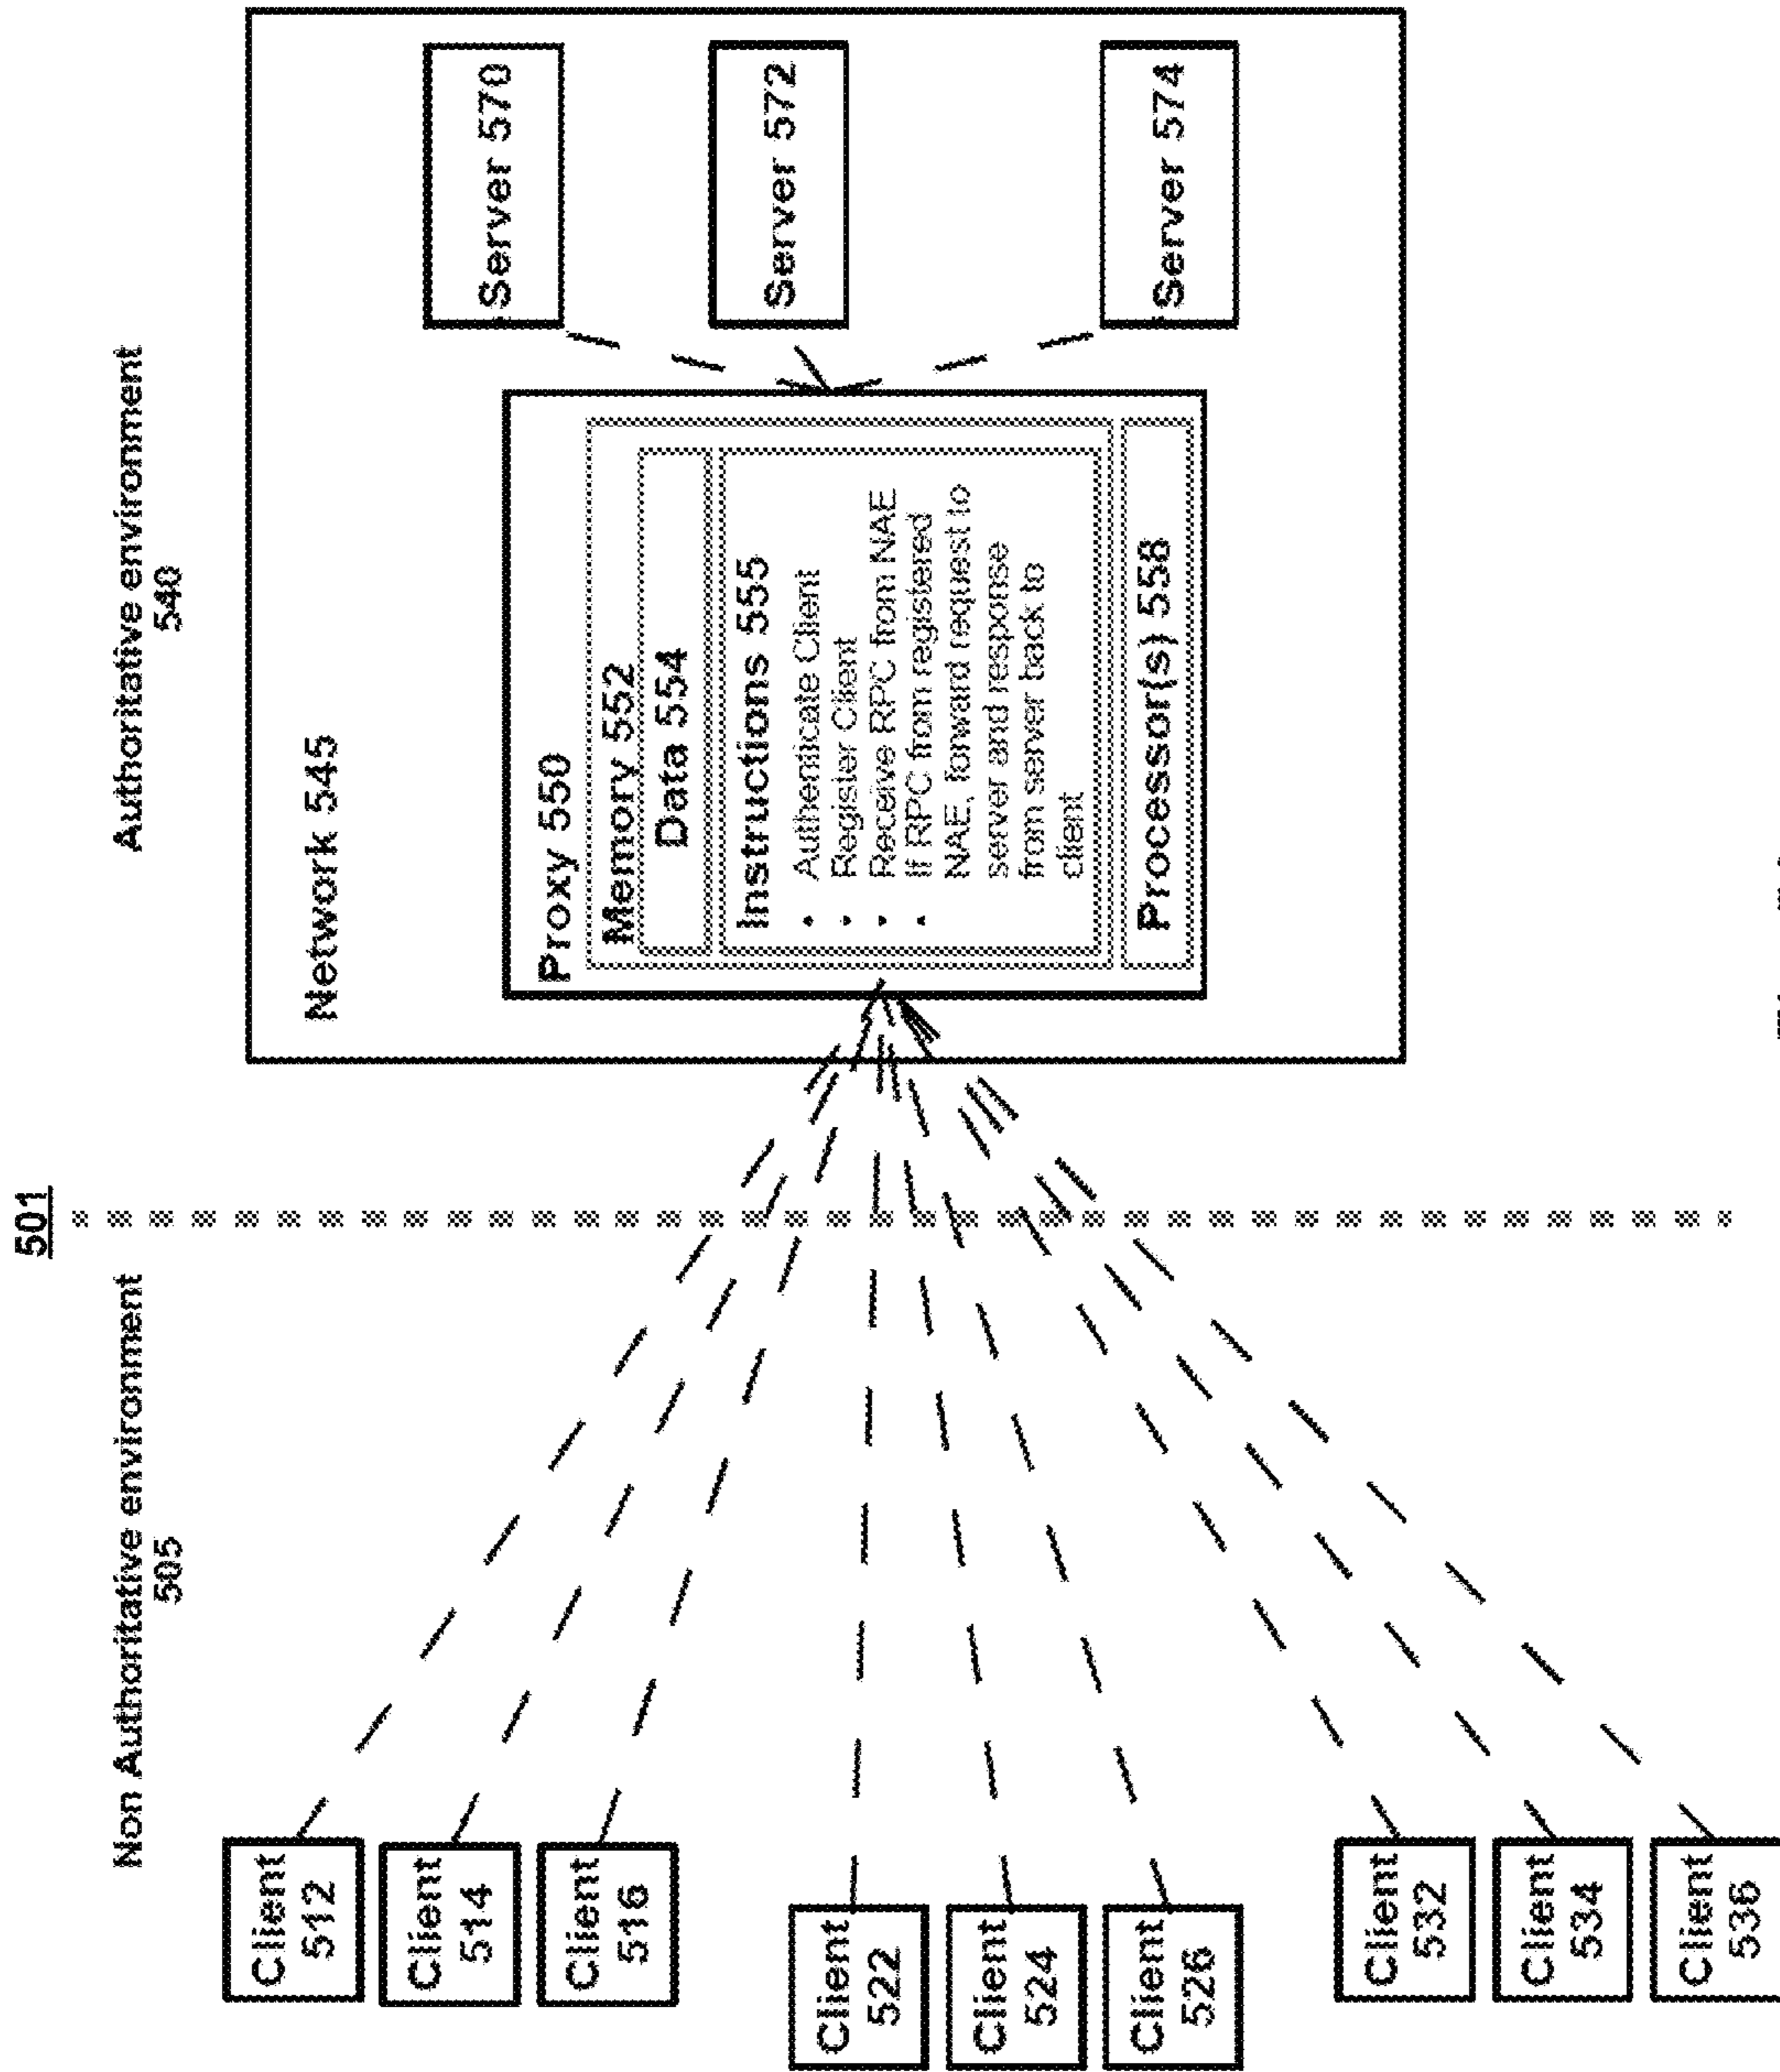 501
Non Authoritative environment
505
Authoritative environment
540
Client
512
Client
514
Client
516
Client
522
Client
524
Client
526
Client
532
Client
534
Client
536
Network 545
Proxy 550
Memory 552
Data 554
Instructions 555
• Authenticate Client
• Register Client
• Receive RPC from NAE
• If RPC from registered
NAE, forward request to
server and response
from server back to
client
Processor(s) 558
Server 570
Server 572
Server 574